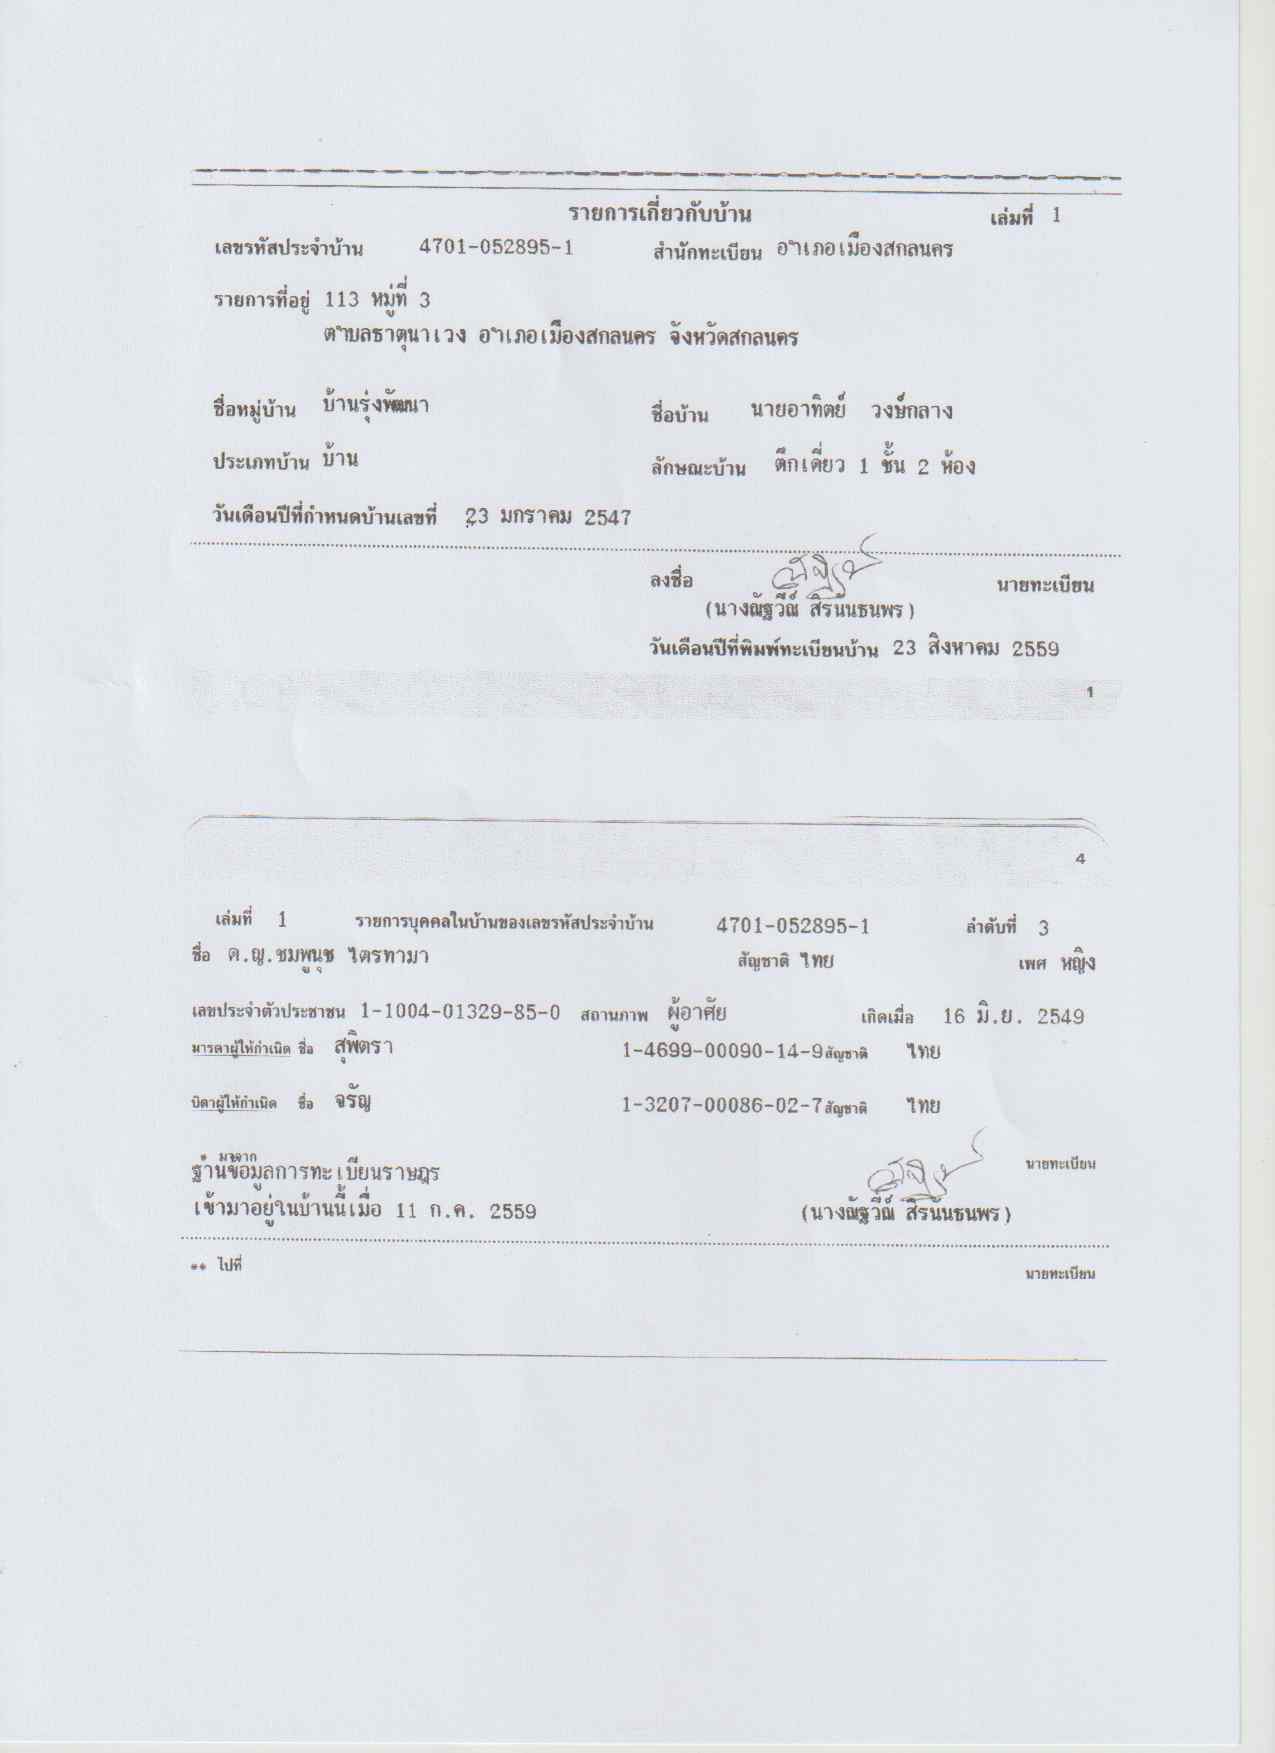 รายการเกี่ยวกับบ้าน เล่มที่ 1
เลขรหัสประจำบ้าน 4701-052895-1 สำนักทะเบียน อำเภอเมืองสกลนคร
รายการที่อยู่ 113 หมู่ที่ 3
ตำบลธาตุนาเวง อำเภอเมืองสกลนคร จังหวัดสกลนคร
ชื่อหมู่บ้าน บ้านรุ่งพัฒนา ชื่อบ้าน นายอาทิตย์ วงษ์กลาง
ประเภทบ้าน บ้าน ลักษณะบ้าน ตึกเดี่ยว 1 ชั้น 2 ห้อง
วันเดือนปีที่กำหนดบ้านเลขที่ 23 มกราคม 2547
ลงชื่อ นายทะเบียน
(นางณัฐวีณ์ สิรนันธนพร)
วันเดือนปีที่พิมพ์ทะเบียนบ้าน 23 สิงหาคม 2559
1
4
เล่มที่ 1 รายการบุคคลในบ้านของเลขรหัสประจำบ้าน 4701-052895-1 ลำดับที่ 3
ชื่อ ด.ญ.ชมพูนุช ไตรทามา สัญชาติ ไทย เพศ หญิง
เลขประจำตัวประชาชน 1-1004-01329-85-0 สถานภาพ ผู้อาศัย เกิดเมื่อ 16 มิ.ย. 2549
มารดาผู้ให้กำเนิด ชื่อ สุพิตรา 1-4699-00090-14-9 สัญชาติ ไทย
บิดาผู้ให้กำเนิด ชื่อ จรัญ 1-3207-00086-02-7 สัญชาติ ไทย
* มาจาก นายทะเบียน
ฐานข้อมูลการทะเบียนราษฎร
เข้ามาอยู่ในบ้านนี้เมื่อ 11 ก.ค. 2559 (นางณัฐวีณ์ สิรนันธนพร)
** ไปที่ นายทะเบียน